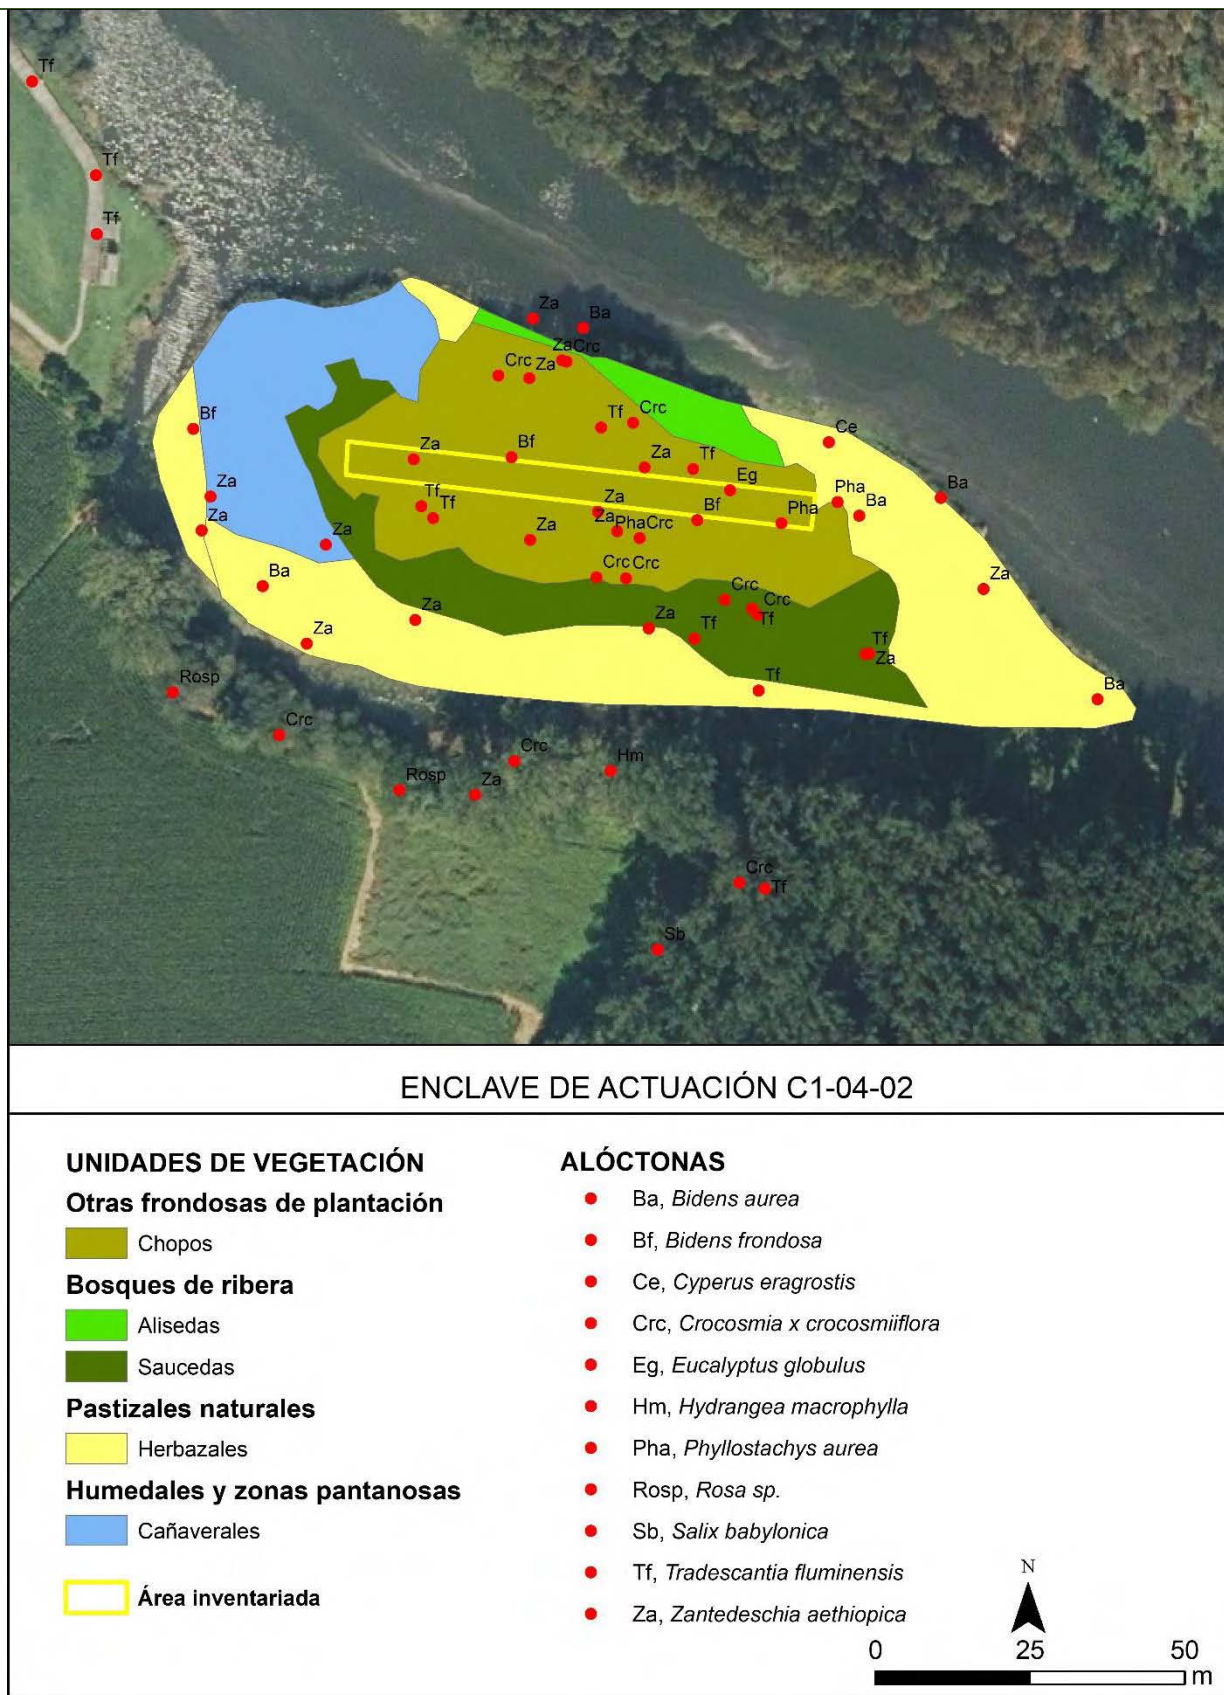 Tf
Tf
Tf
Za
Ba
Za Crc
Crc
Za
Tf
Crc
Bf
Ce
Za
Bf
Za
Tf
Eg
Za
Pha
Ba
Ba
Tf
Tf
Za
Za
Bf
Pha
Za
Za
Za
Pha
Crc
Ba
Crc
Crc
Za
Crc
Crc
Tf
Za
Za
Za
Tf
Tf
Za
Tf
Ba
Rosp
Crc
Crc
Hm
Rosp
Za
Crc
Tf
Sb
ENCLAVE DE ACTUACIÓN C1-04-02
UNIDADES DE VEGETACIÓN
Otras frondosas de plantación
Chopos
Bosques de ribera
Alisedas
Saucedas
Pastizales naturales
Herbazales
Humedales y zonas pantanosas
Cañaverales
Área inventariada
ALÓCTONAS
Ba, Bidens aurea
Bf, Bidens frondosa
Ce, Cyperus eragrostis
Crc, Crocosmia x crocosmiiflora
Eg, Eucalyptus globulus
Hm, Hydrangea macrophylla
Pha, Phyllostachys aurea
Rosp, Rosa sp.
Sb, Salix babylonica
Tf, Tradescantia fluminensis
Za, Zantedeschia aethiopica
N
0 25 50
m